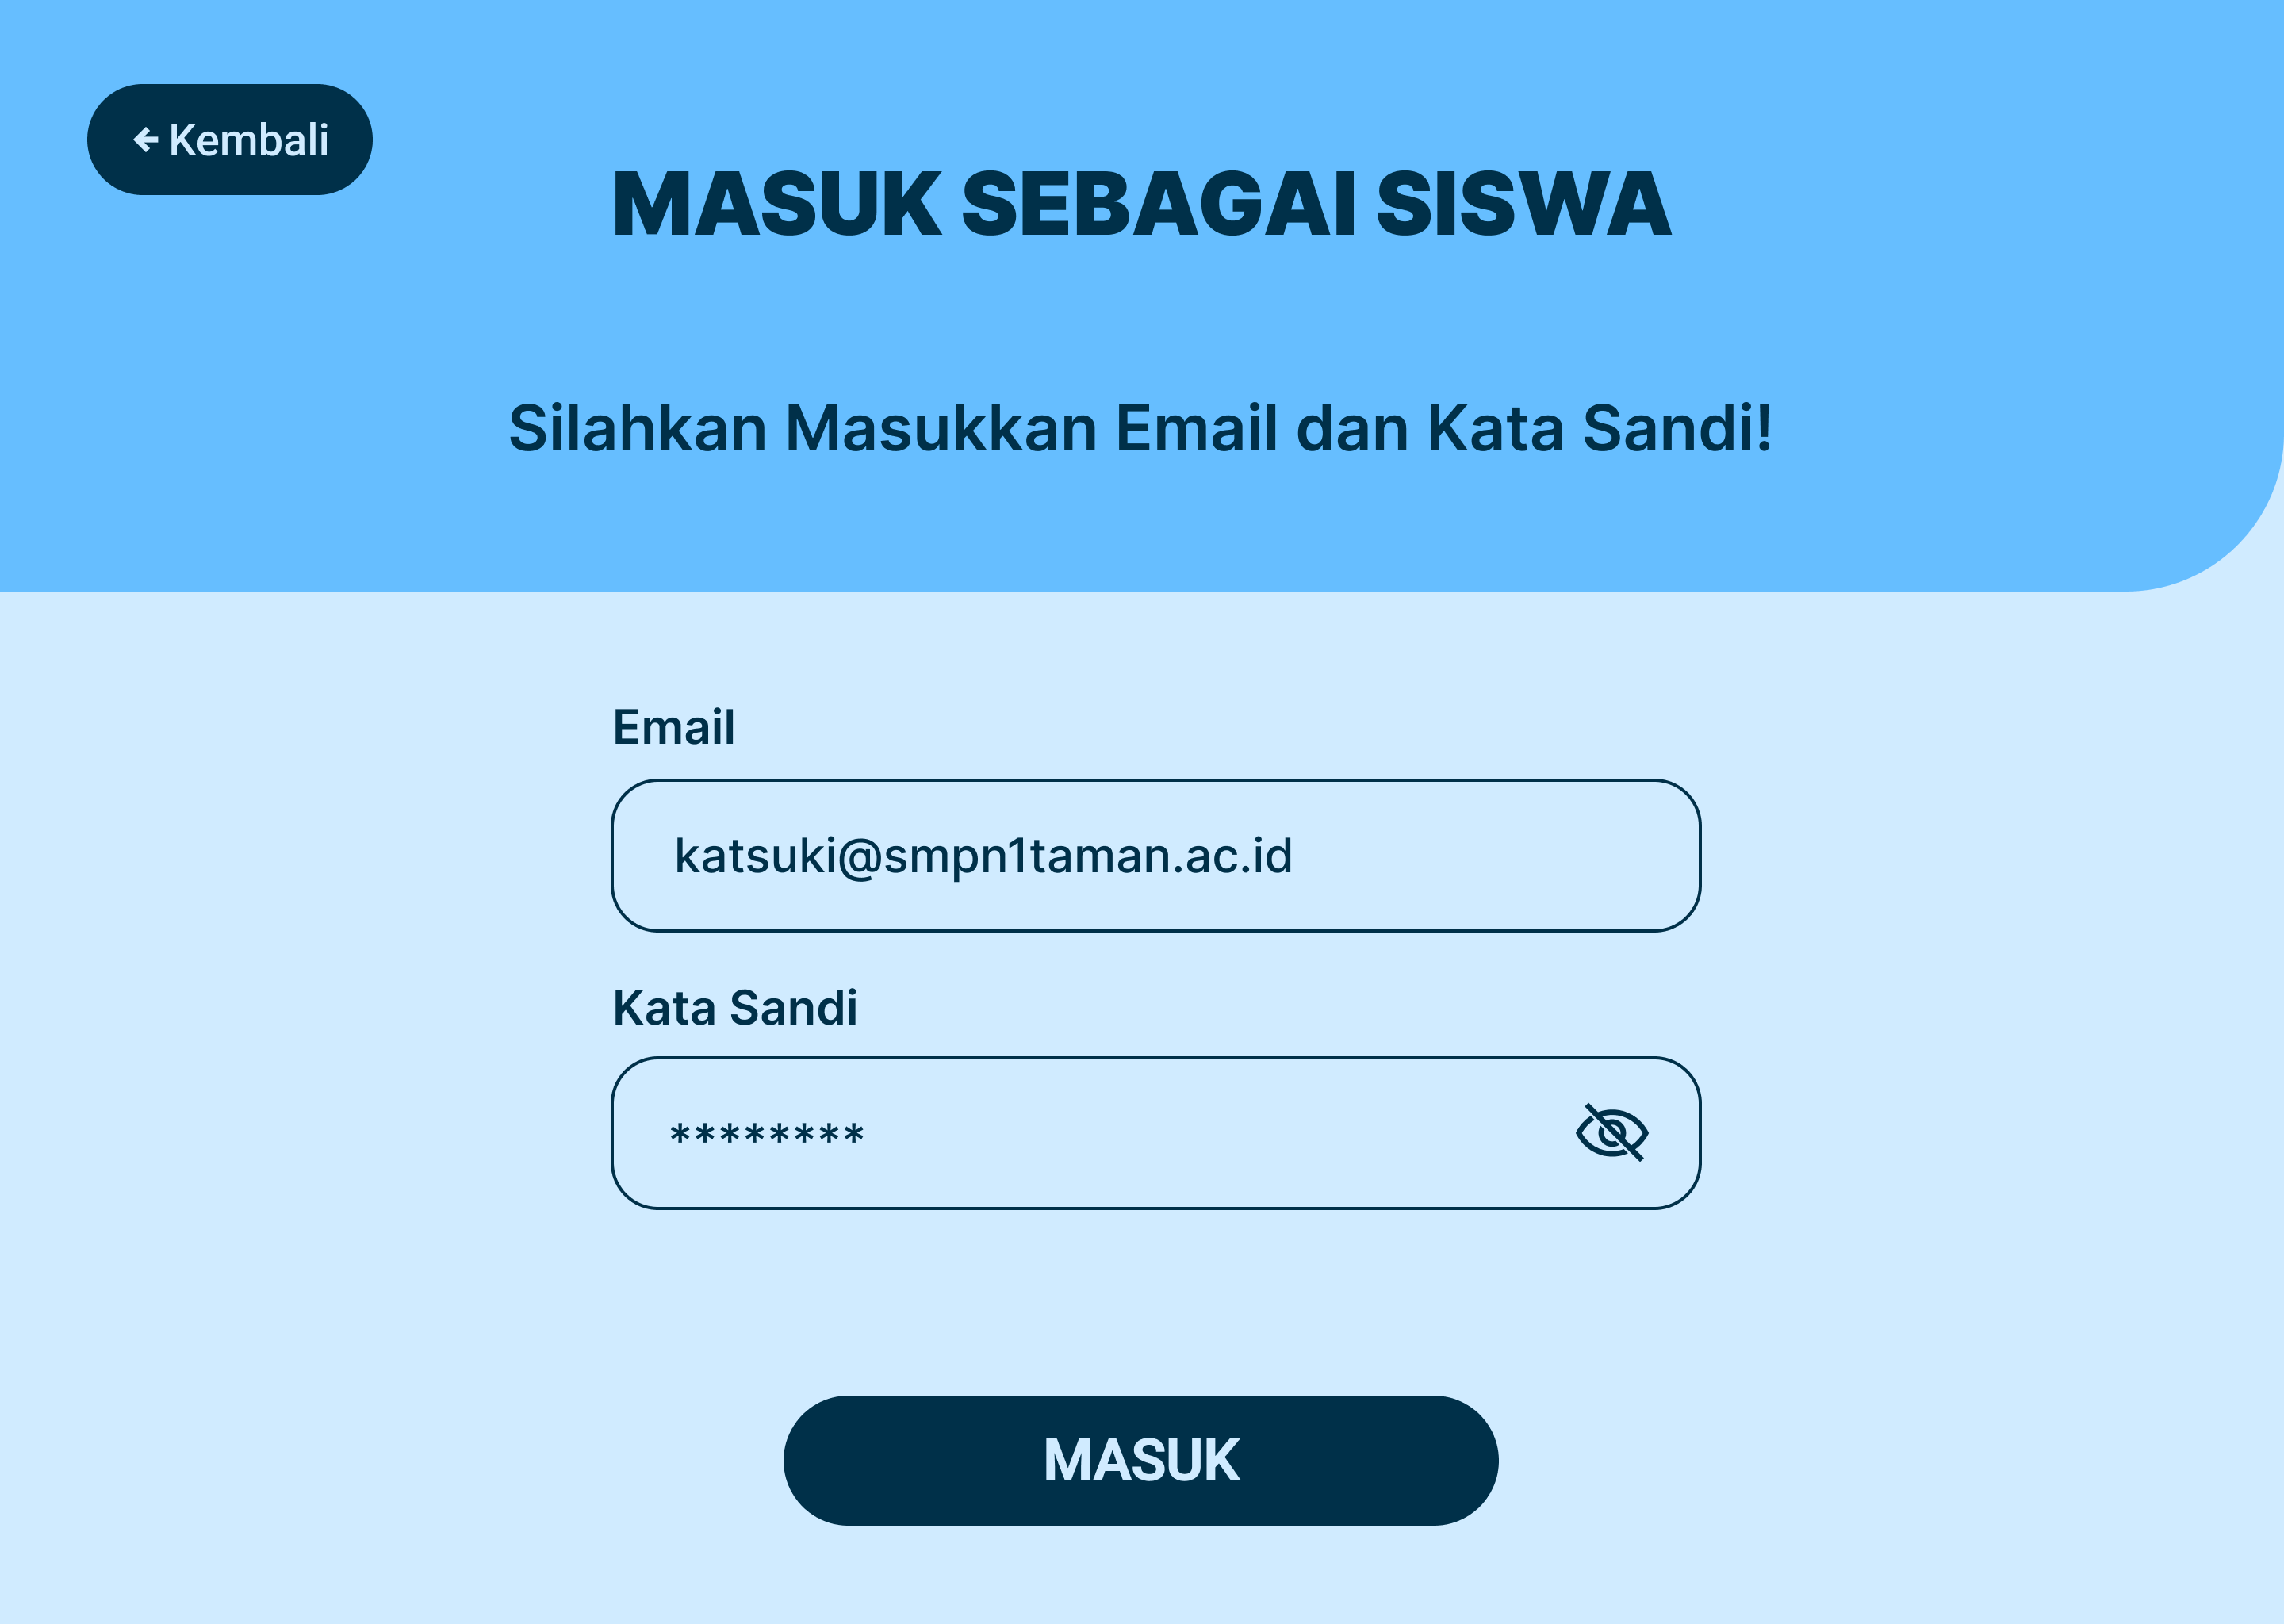 Kembali
MASUK SEBAGAI SISWA
Silahkan Masukkan Email dan Kata Sandi!
Email
katsuki@smpn1taman.ac.id
Kata Sandi
********
MASUK